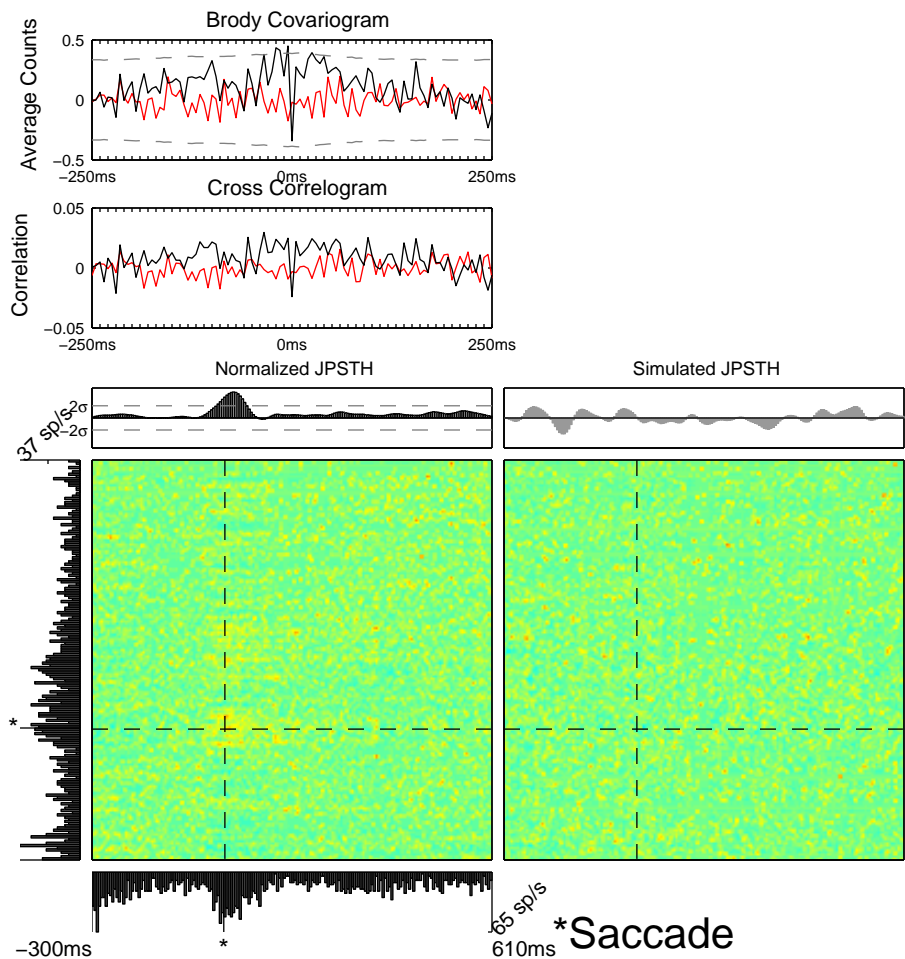 Brody Covariogram
Average Counts
0.5
0
−0.5
−250ms
0ms
250ms
Cross Correlogram
Correlation
0.05
0
−0.05
−250ms
0ms
250ms
Normalized JPSTH
Simulated JPSTH
37 sp/s
2σ
−2σ
*
*
65 sp/s
−300ms
610ms
*Saccade